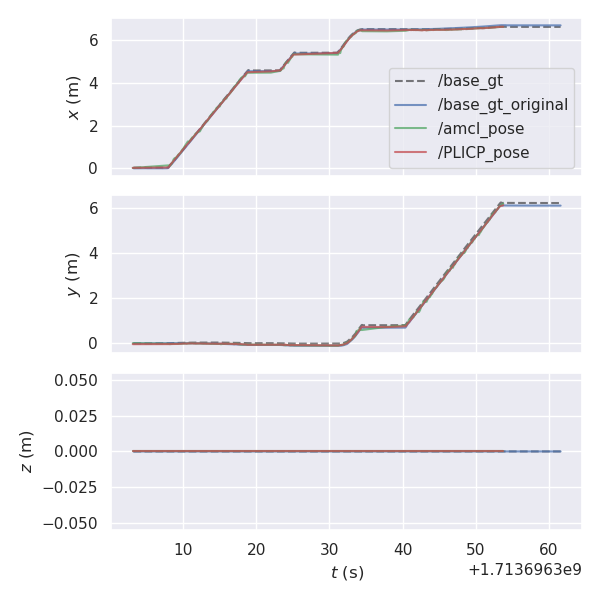 6
4
2
0
x (m)
/base_gt
/base_gt_original
/amcl_pose
/PLICP_pose
6
4
2
0
y (m)
0.050
0.025
0.000
−0.025
−0.050
z (m)
10 20 30 40 50 60
t (s)
+1.7136963e9